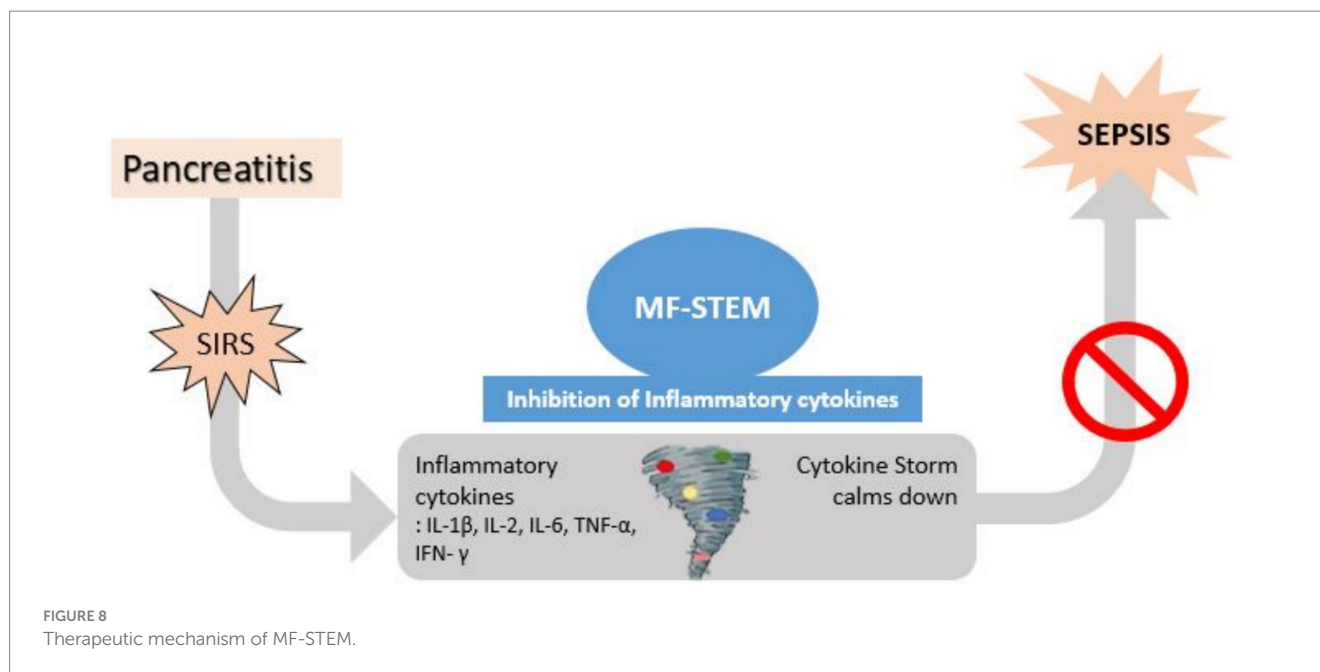 Pancreatitis
SIRS
MF-STEM
Inhibition of Inflammatory cytokines
Inflammatory
cytokines
: IL-1β, IL-2, IL-6, TNF-α,
IFN- γ
Cytokine Storm
calms down
SEPSIS
FIGURE 8
Therapeutic mechanism of MF-STEM.